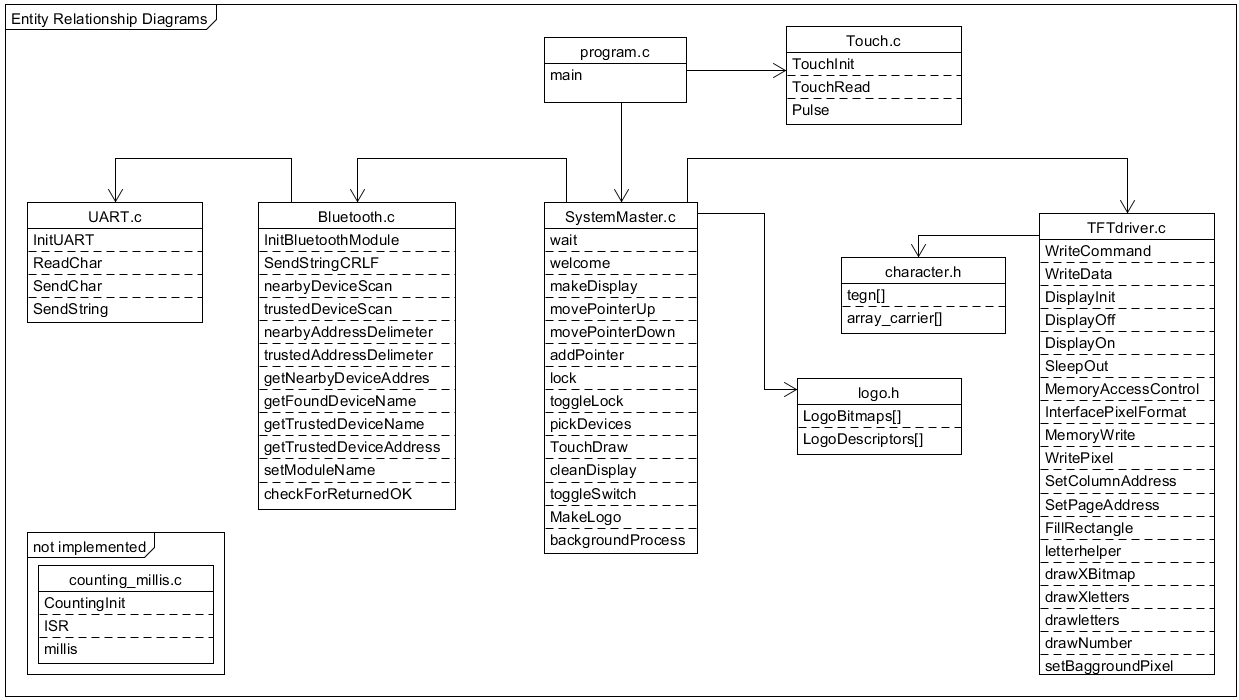 Entity Relationship Diagrams
program.c
main
Touch.c
TouchInit
TouchRead
Pulse
UART.c
InitUART
ReadChar
SendChar
SendString
Bluetooth.c
InitBluetoothModule
SendStringCRLF
nearbyDeviceScan
trustedDeviceScan
nearbyAddressDelimeter
trustedAddressDelimeter
getNearbyDeviceAddres
getFoundDeviceName
getTrustedDeviceName
getTrustedDeviceAddress
setModuleName
checkForReturnedOK
SystemMaster.c
wait
welcome
makeDisplay
movePointerUp
movePointerDown
addPointer
lock
toggleLock
pickDevices
TouchDraw
cleanDisplay
toggleSwitch
MakeLogo
backgroundProcess
character.h
tegn[]
array_carrier[]
logo.h
LogoBitmaps[]
LogoDescriptors[]
TFTdriver.c
WriteCommand
WriteData
DisplayInit
DisplayOff
DisplayOn
SleepOut
MemoryAccessControl
InterfacePixelFormat
MemoryWrite
WritePixel
SetColumnAddress
SetPageAddress
FillRectangle
letterhelper
drawXBitmap
drawXletters
drawletters
drawNumber
setBaggroundPixel
not implemented
counting_millis.c
CountingInit
ISR
millis